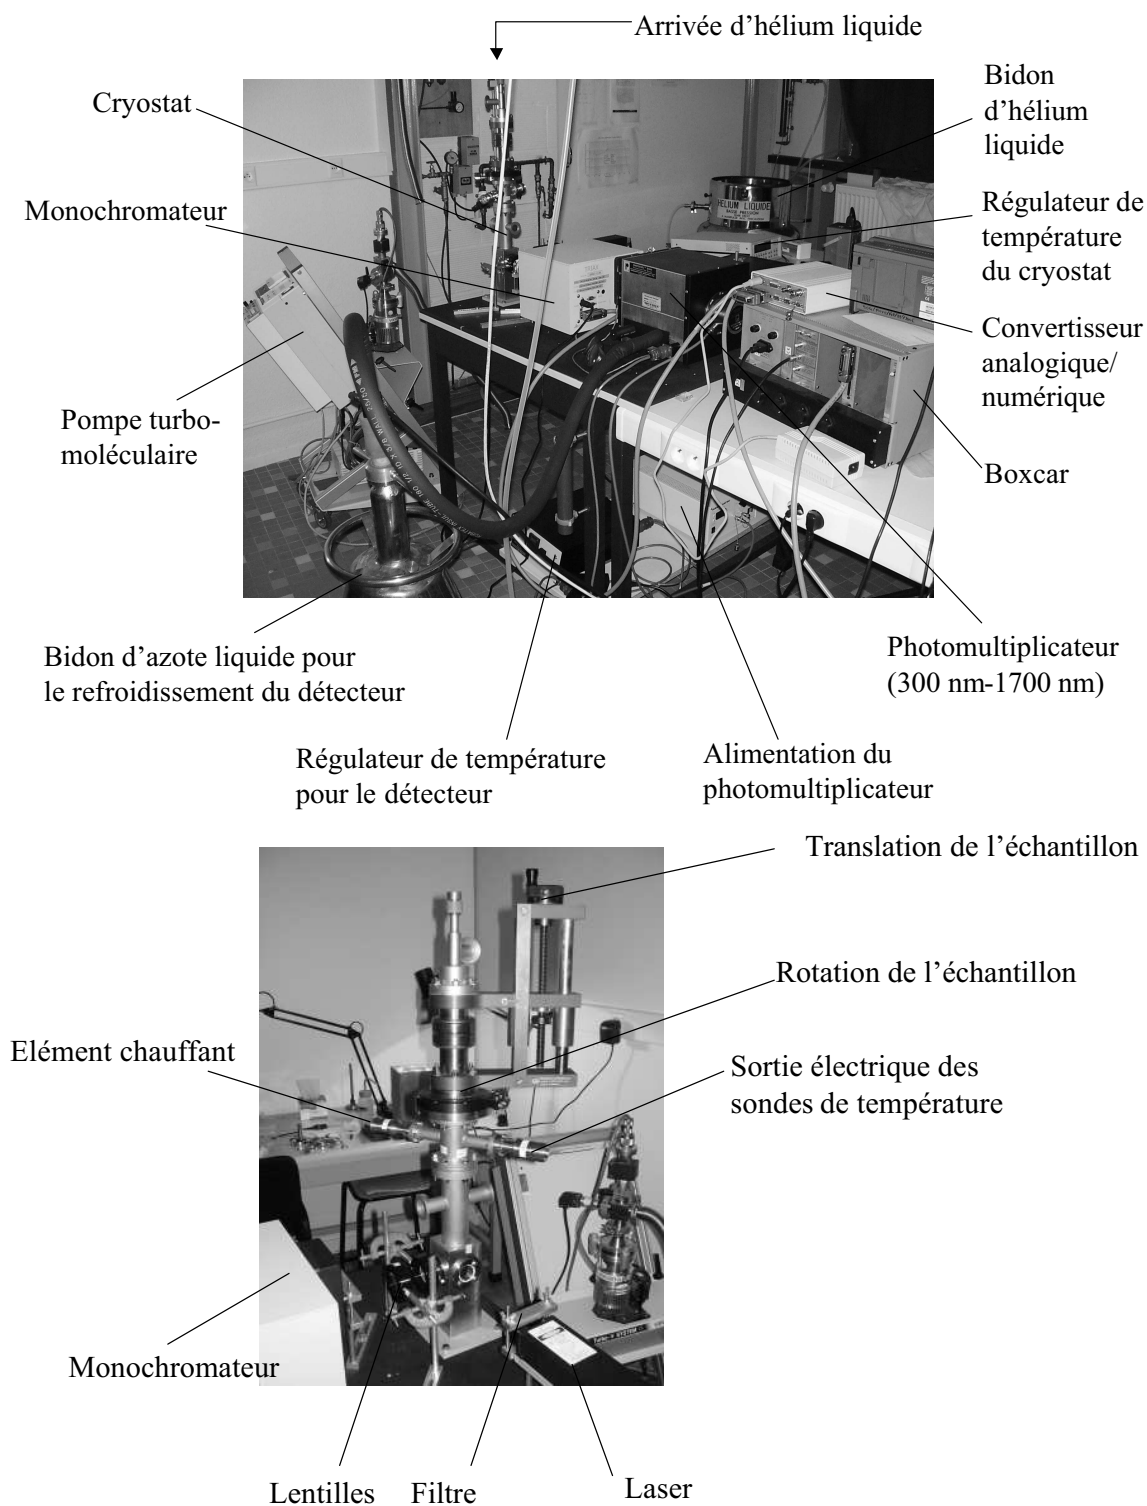 Arrivée d’hélium liquide
Cryostat
Bidon
d’hélium
liquide
Monochromateur
Régulateur de
température
du cryostat
HELIUM LIQUIDE
Convertisseur
analogique/
numérique
Pompe turbo-
moléculaire
Boxcar
Bidon d’azote liquide pour
le refroidissement du détecteur
Photomultiplicateur
(300 nm-1700 nm)
Régulateur de température
pour le détecteur
Alimentation du
photomultiplicateur
Translation de l’échantillon
Rotation de l’échantillon
Elément chauffant
Sortie électrique des
sondes de température
Monochromateur
Lentilles
Filtre
Laser